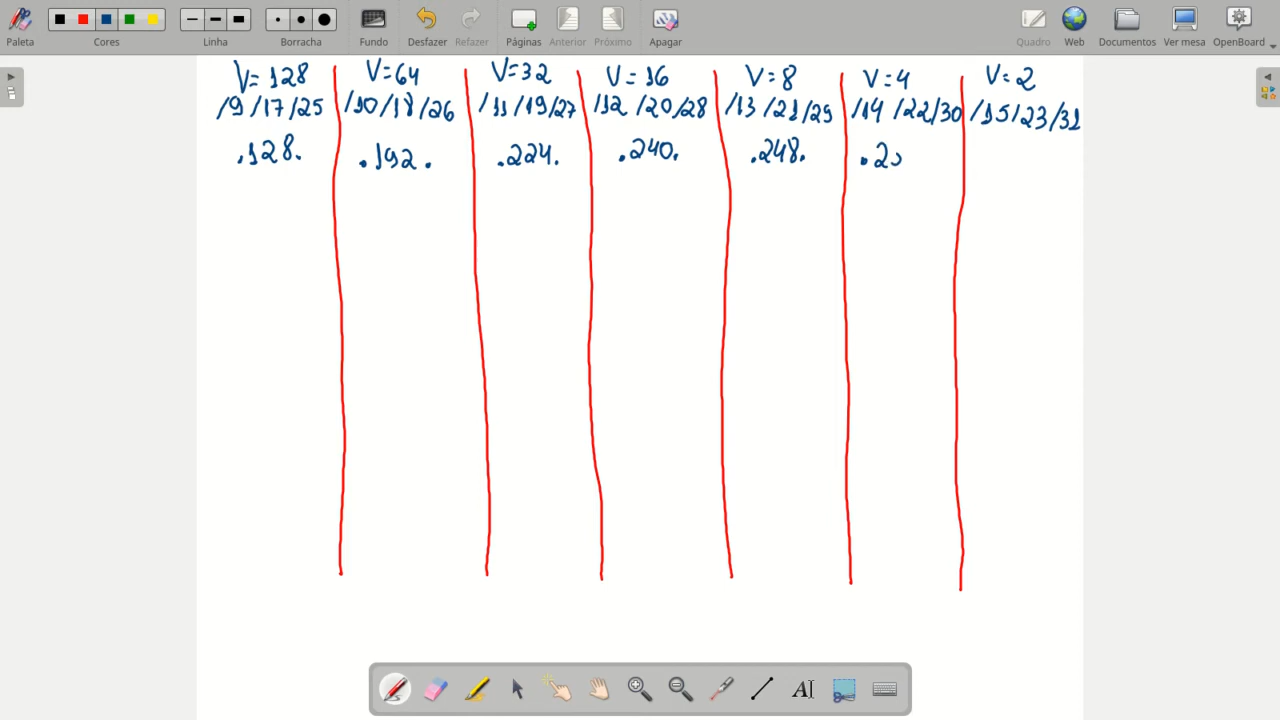 Paleta Cores Linha Borracha Fundo Desfazer Refazer Páginas Anterior Próximo Apagar Quadro Web Documentos Ver mesa OpenBoard
V=128 V=64 V=32 V=16 V=8 V=4 V=2
/9/17/25 /10/18/26 /11/19/27 /12/20/28 /13/21/29 /14/22/30 /15/23/31
.128. .192. .224. .240. .248. .2
AI